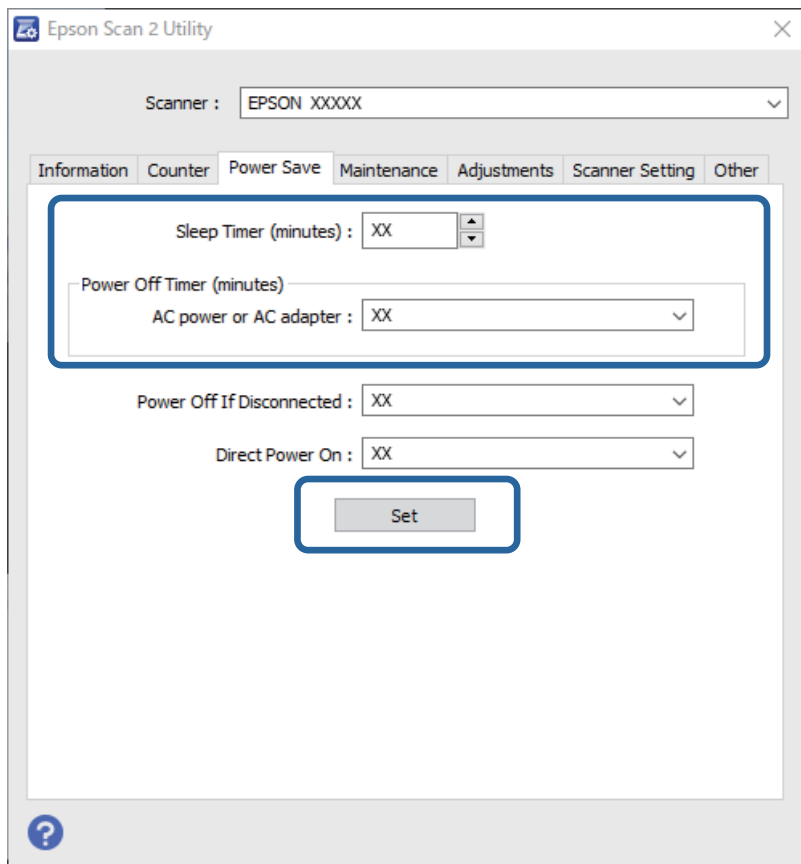 Epson Scan 2 Utility
Scanner : EPSON XXXXX
Information Counter Power Save Maintenance Adjustments Scanner Setting Other
Sleep Timer (minutes) : XX
Power Off Timer (minutes)
AC power or AC adapter : XX
Power Off If Disconnected : XX
Direct Power On : XX
Set
?